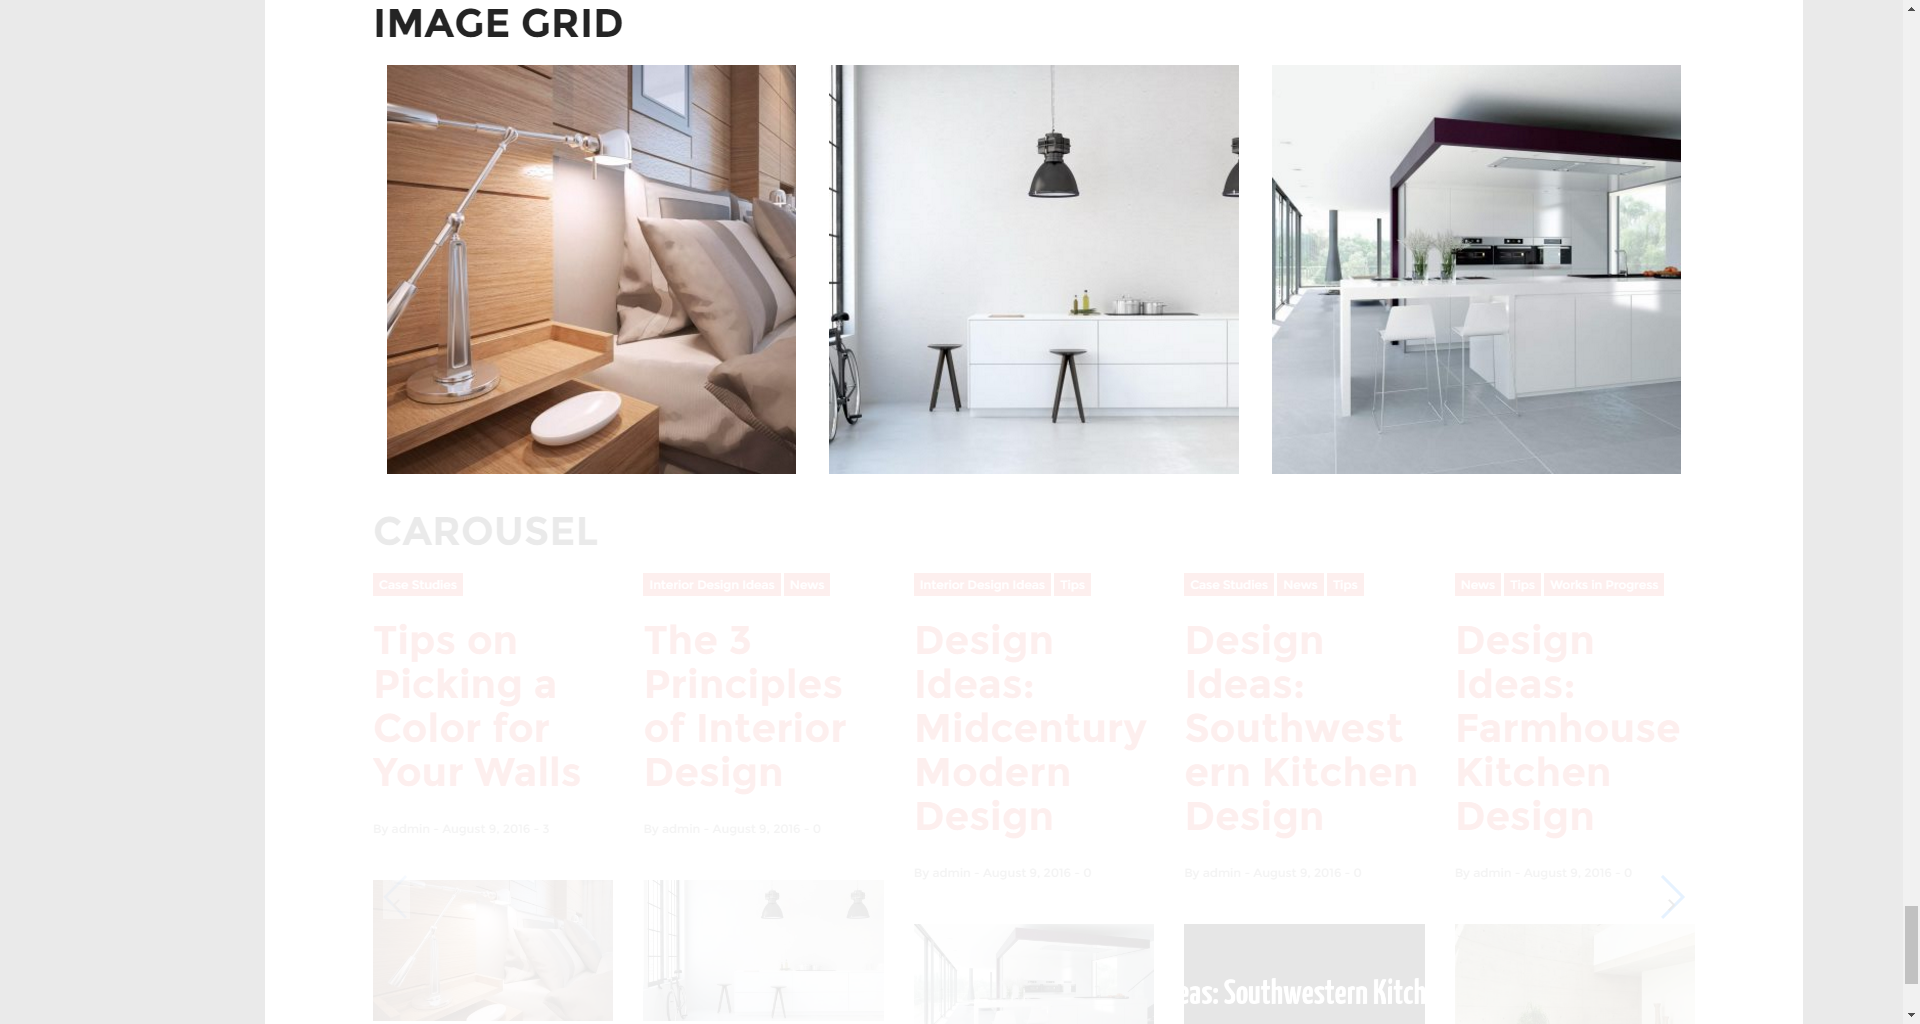 IMAGE GRID
CAROUSEL
Case Studies
Tips on
Picking a
Color for
Your Walls
By admin - August 9, 2016 - 3
Interior Design Ideas News
The 3
Principles
of Interior
Design
By admin - August 9, 2016 - 0
Interior Design Ideas Tips
Design
Ideas:
Midcentury
Modern
Design
By admin - August 9, 2016 - 0
Case Studies News Tips
Design
Ideas:
Southwest
ern Kitchen
Design
By admin - August 9, 2016 - 0
eas: Southwestern Kitch
News Tips Works in Progress
Design
Ideas:
Farmhouse
Kitchen
Design
By admin - August 9, 2016 - 0